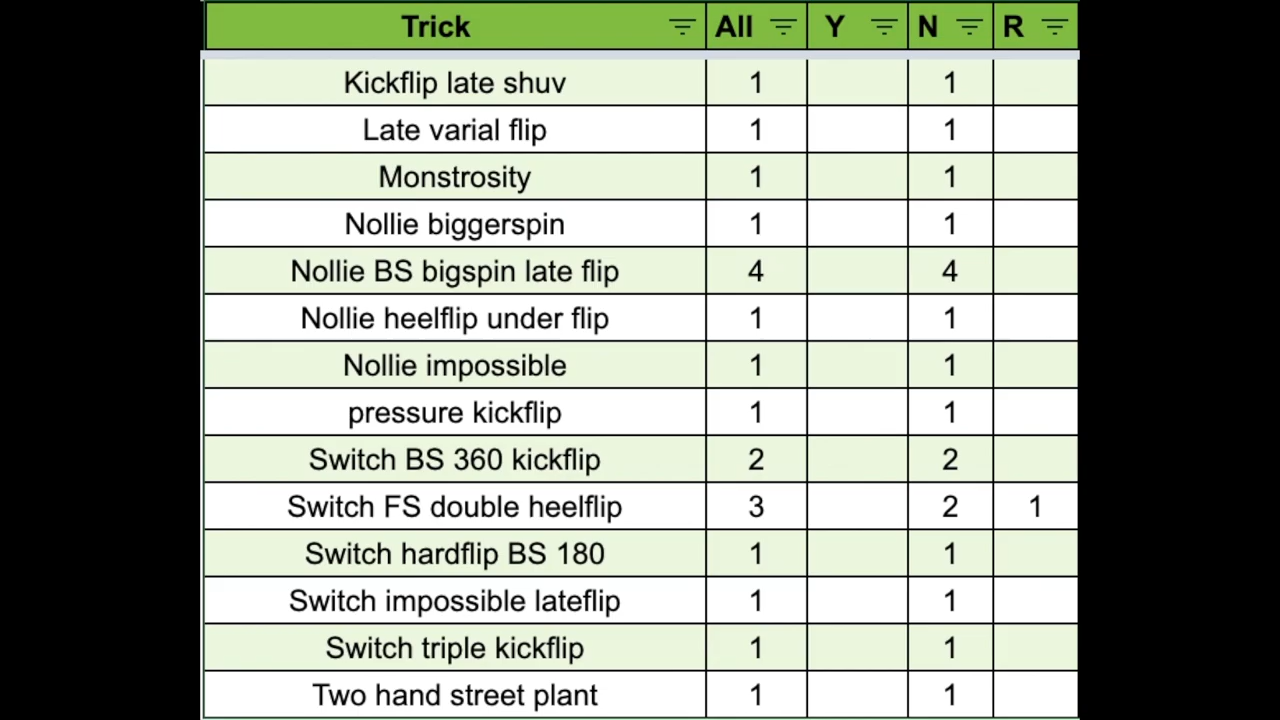 Trick All Y N R
Kickflip late shuv 1 1
Late varial flip 1 1
Monstrosity 1 1
Nollie biggerspin 1 1
Nollie BS bigspin late flip 4 4
Nollie heelflip under flip 1 1
Nollie impossible 1 1
pressure kickflip 1 1
Switch BS 360 kickflip 2 2
Switch FS double heelflip 3 2 1
Switch hardflip BS 180 1 1
Switch impossible lateflip 1 1
Switch triple kickflip 1 1
Two hand street plant 1 1